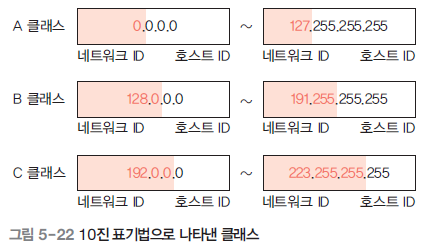 A 클래스 0.0.0.0 ~ 127.255.255.255
네트워크 ID 호스트 ID 네트워크 ID 호스트 ID
B 클래스 128.0.0.0 ~ 191.255.255.255
네트워크 ID 호스트 ID 네트워크 ID 호스트 ID
C 클래스 192.0.0.0 ~ 223.255.255.255
네트워크 ID 호스트 ID 네트워크 ID 호스트 ID
그림 5-22 10진 표기법으로 나타낸 클래스